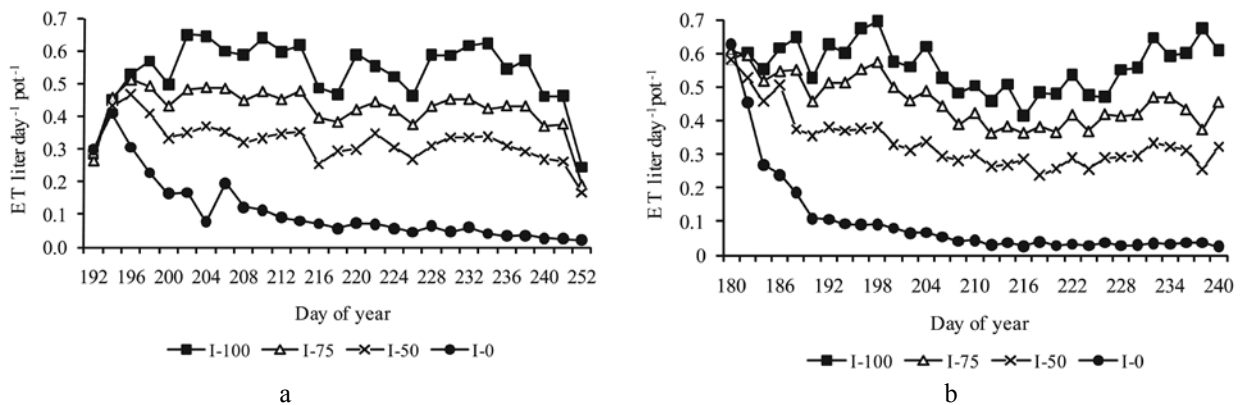 0.7
0.6
0.5
0.4
0.3
0.2
0.1
0.0
ET liter day⁻¹ pot⁻¹
192 196 200 204 208 212 216 220 224 228 232 236 240 252
Day of year
I-100 I-75 I-50 I-0
a
0.7
0.6
0.5
0.4
0.3
0.2
0.1
0
ET liter day⁻¹pot⁻¹
180 186 192 198 204 210 216 222 228 234 240
Day of year
I-100 I-75 I-50 I-0
b